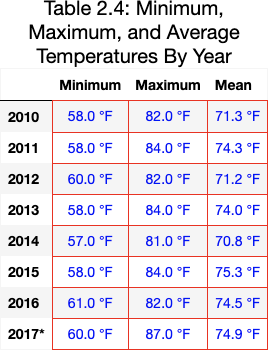 Table 2.4: Minimum,
Maximum, and Average
Temperatures By Year
Minimum Maximum Mean
2010 58.0 °F 82.0 °F 71.3 °F
2011 58.0 °F 84.0 °F 74.3 °F
2012 60.0 °F 82.0 °F 71.2 °F
2013 58.0 °F 84.0 °F 74.0 °F
2014 57.0 °F 81.0 °F 70.8 °F
2015 58.0 °F 84.0 °F 75.3 °F
2016 61.0 °F 82.0 °F 74.5 °F
2017* 60.0 °F 87.0 °F 74.9 °F